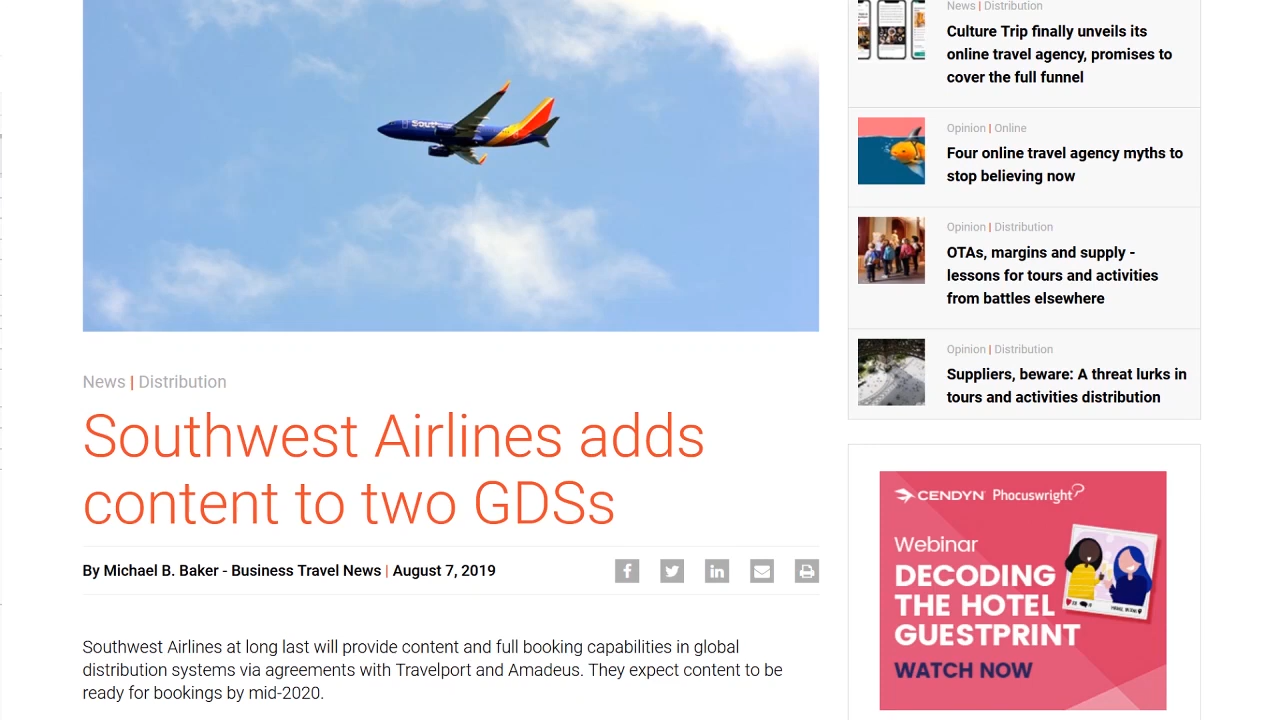 Southwest
News | Distribution
Southwest Airlines adds
content to two GDSs
By Michael B. Baker - Business Travel News | August 7, 2019
Southwest Airlines at long last will provide content and full booking capabilities in global
distribution systems via agreements with Travelport and Amadeus. They expect content to be
ready for bookings by mid-2020.
News | Distribution
Culture Trip finally unveils its
online travel agency, promises to
cover the full funnel
Opinion | Online
Four online travel agency myths to
stop believing now
Opinion | Distribution
OTAs, margins and supply -
lessons for tours and activities
from battles elsewhere
Opinion | Distribution
Suppliers, beware: A threat lurks in
tours and activities distribution
CENDYN Phocuswright
Webinar
DECODING
THE HOTEL
GUESTPRINT
WATCH NOW